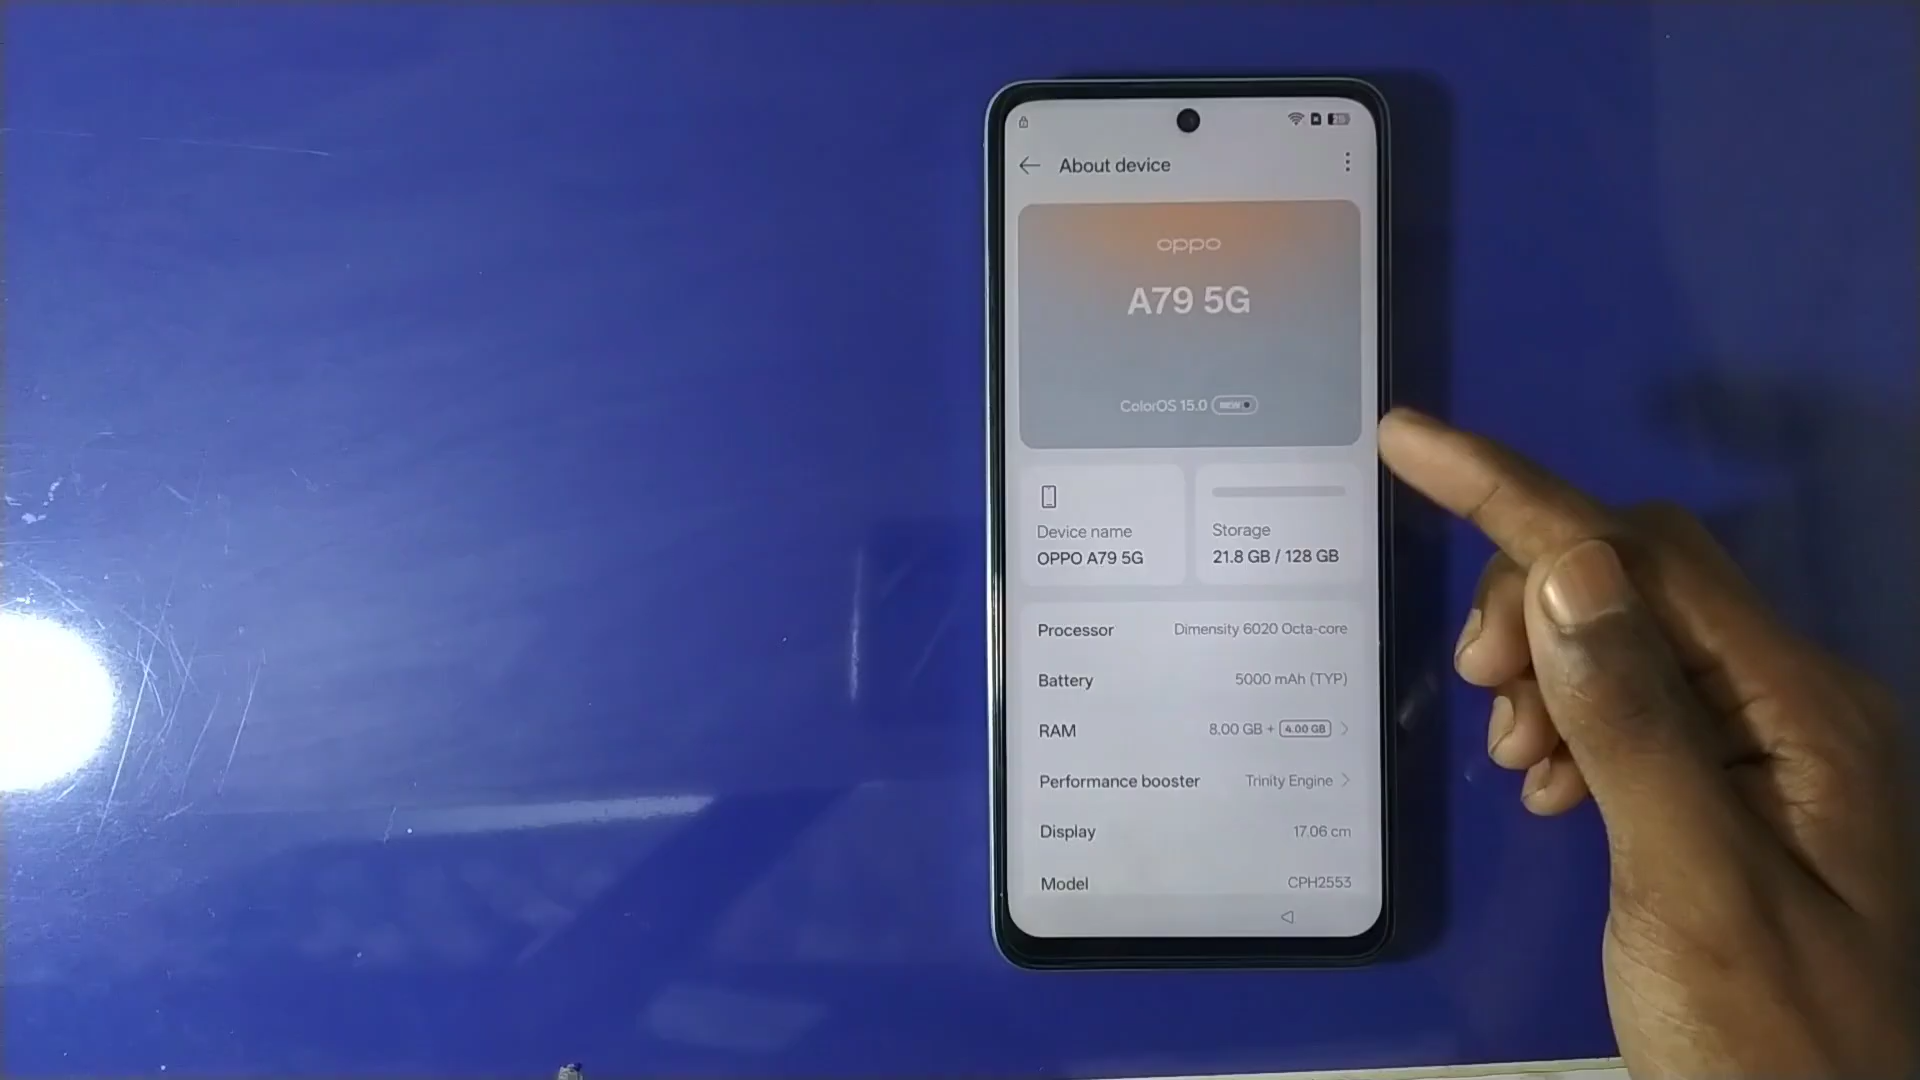 25
About device
oppo
A79 5G
ColorOS 15.0 NEW
Device name
OPPO A79 5G
Storage
21.8 GB / 128 GB
Processor Dimensity 6020 Octa-core
Battery 5000 mAh (TYP)
RAM 8.00 GB + 4.00 GB
Performance booster Trinity Engine
Display 17.06 cm
Model CPH2553